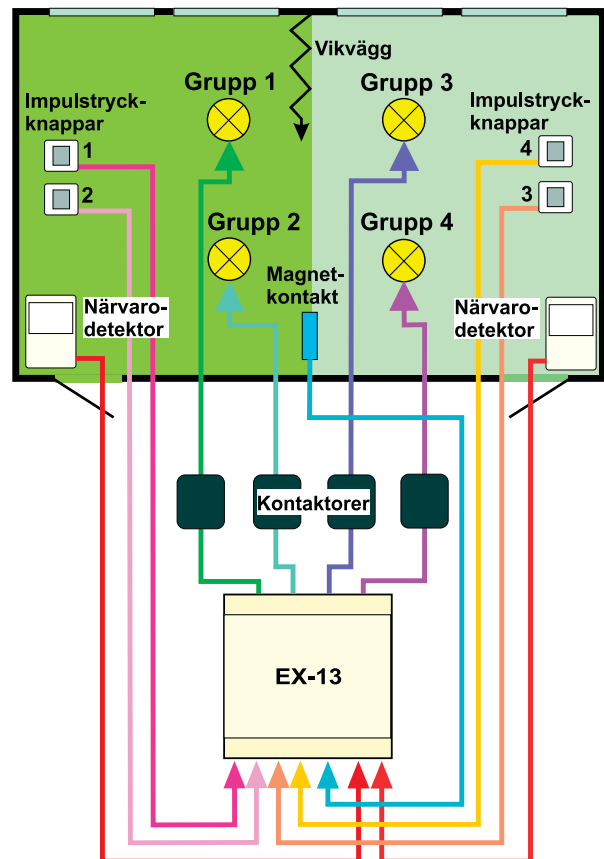 Vikvägg
Grupp 1
Grupp 3
Impulstryck-
knappar
1
2
Impulstryck-
knappar
4
3
Grupp 2
Grupp 4
Magnet-
kontakt
Närvaro-
detektor
Närvaro-
detektor
Kontaktorer
EX-13